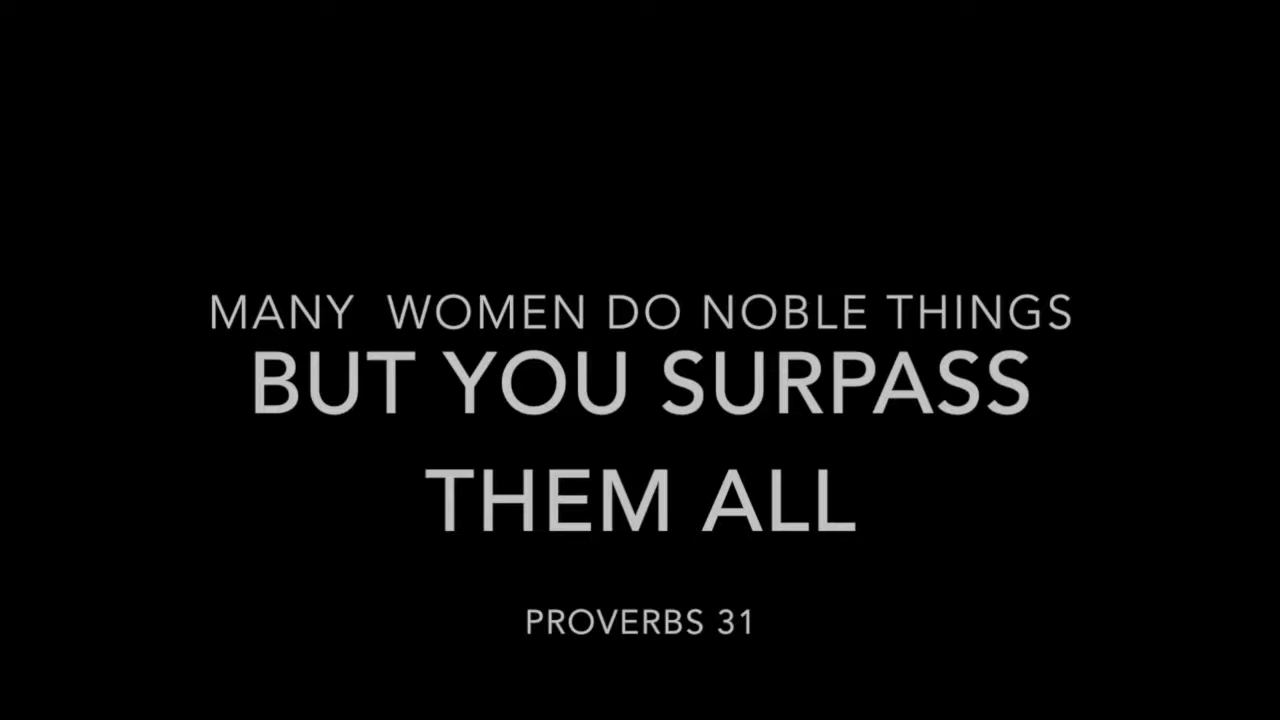 MANY  WOMEN DO NOBLE THINGS
BUT YOU SURPASS
THEM ALL
PROVERBS 31